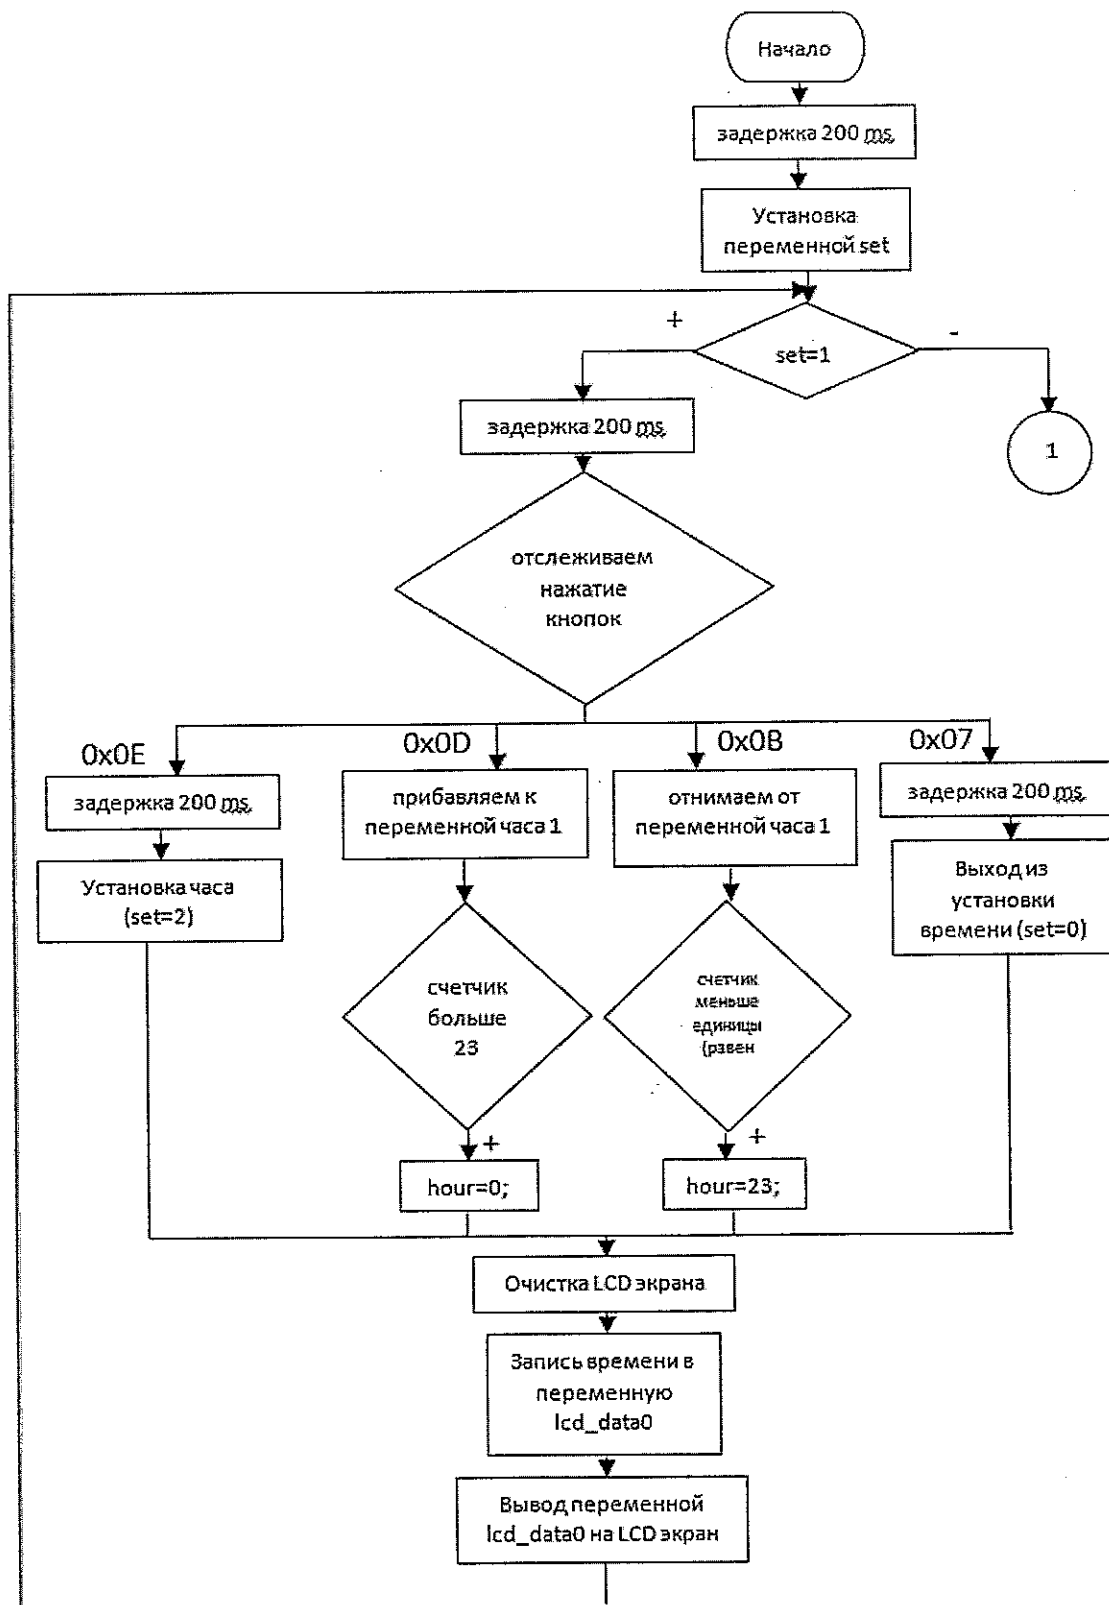 Начало
задержка 200 ms
Установка
переменной set
+
-
set=1
задержка 200 ms
1
отслеживаем
нажатие
кнопок
0x0E
0x0D
0x0B
0x07
задержка 200 ms
прибавляем к
переменной часа 1
отнимаем от
переменной часа 1
задержка 200 ms
Установка часа
(set=2)
Выход из
установки
времени (set=0)
счетчик
больше
23
счетчик
меньше
единицы
(равен
+
+
hour=0;
hour=23;
Очистка LCD экрана
Запись времени в
переменную
lcd_data0
Вывод переменной
lcd_data0 на LCD экран